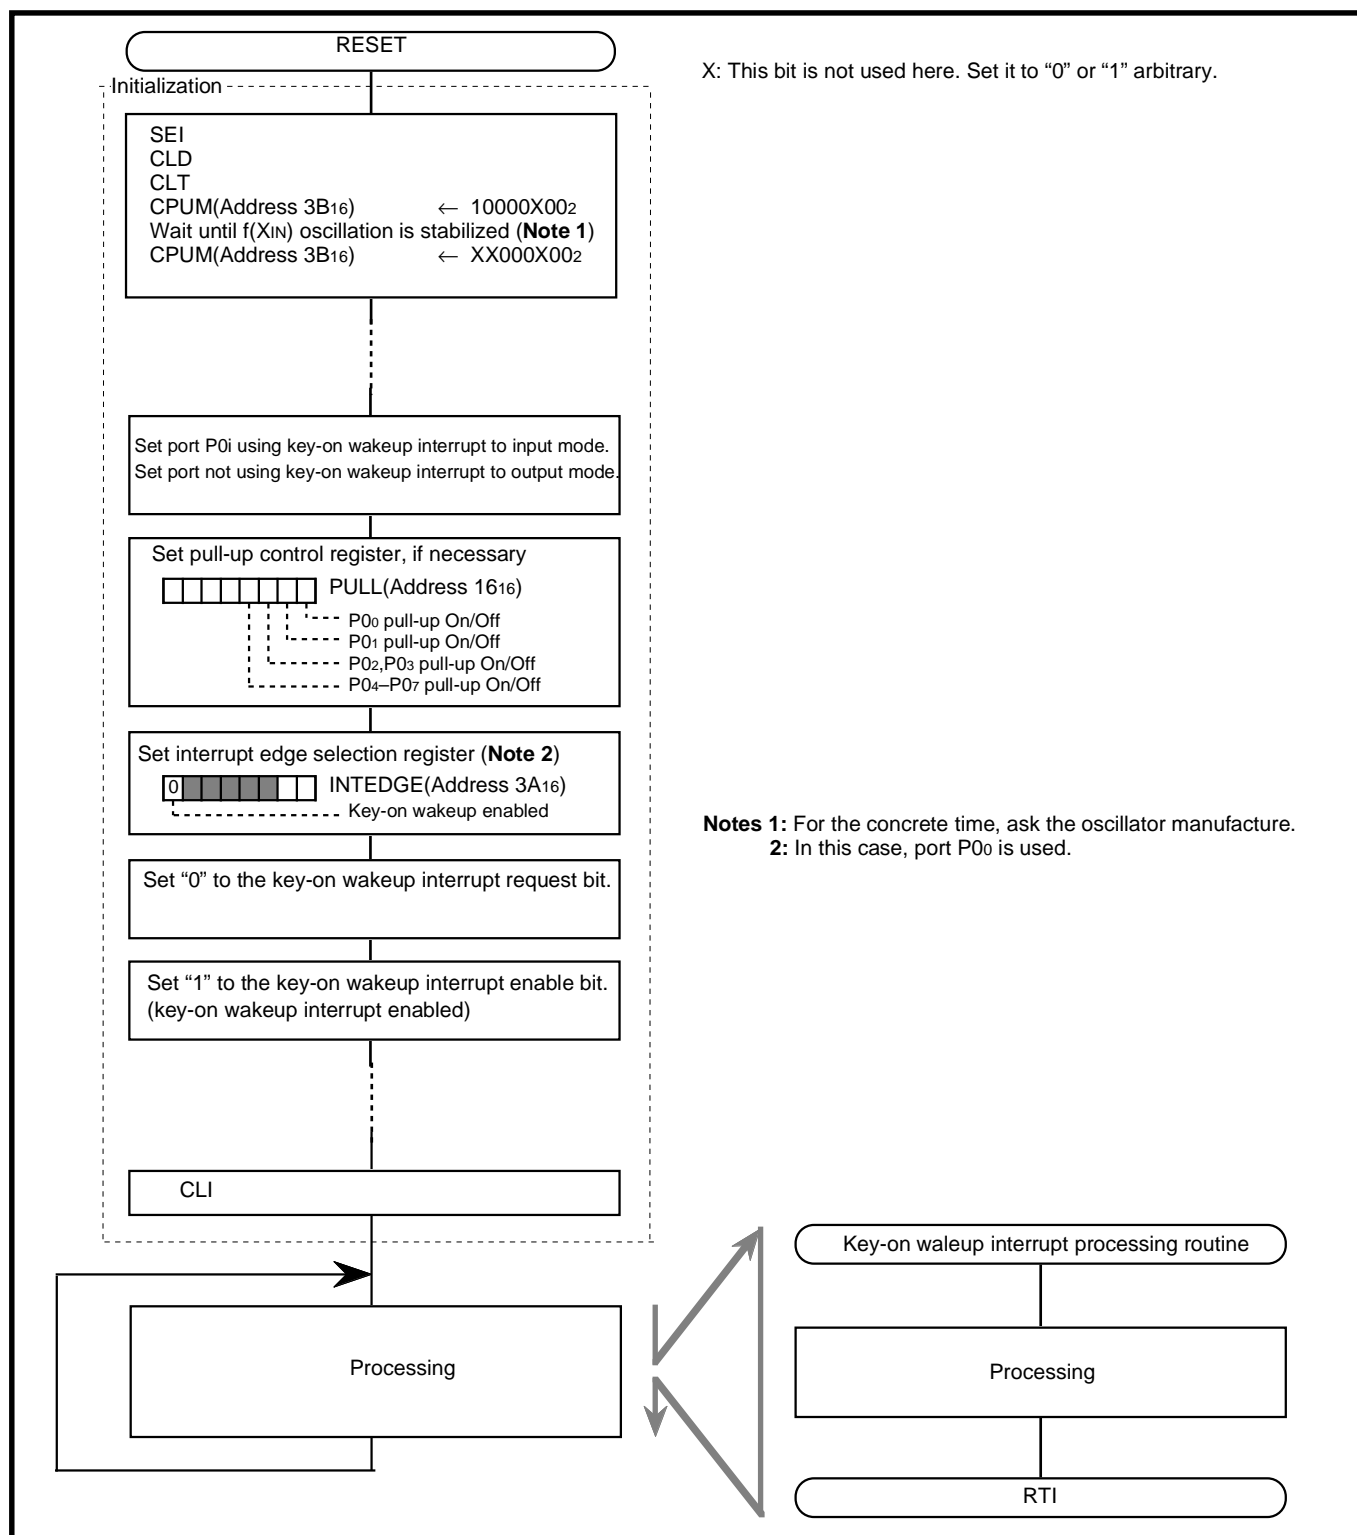 RESET
X: This bit is not used here. Set it to “0” or “1” arbitrary.
Initialization
SEI
CLD
CLT
CPUM(Address 3B16) ← 10000X002
Wait until f(XIN) oscillation is stabilized (Note 1)
CPUM(Address 3B16) ← XX000X002
Set port P0i using key-on wakeup interrupt to input mode.
Set port not using key-on wakeup interrupt to output mode.
Set pull-up control register, if necessary
PULL(Address 1616)
P00 pull-up On/Off
P01 pull-up On/Off
P02,P03 pull-up On/Off
P04–P07 pull-up On/Off
Set interrupt edge selection register (Note 2)
0 INTEDGE(Address 3A16)
Key-on wakeup enabled
Notes 1: For the concrete time, ask the oscillator manufacture.
2: In this case, port P00 is used.
Set “0” to the key-on wakeup interrupt request bit.
Set “1” to the key-on wakeup interrupt enable bit.
(key-on wakeup interrupt enabled)
CLI
Key-on waleup interrupt processing routine
Processing
Processing
RTI